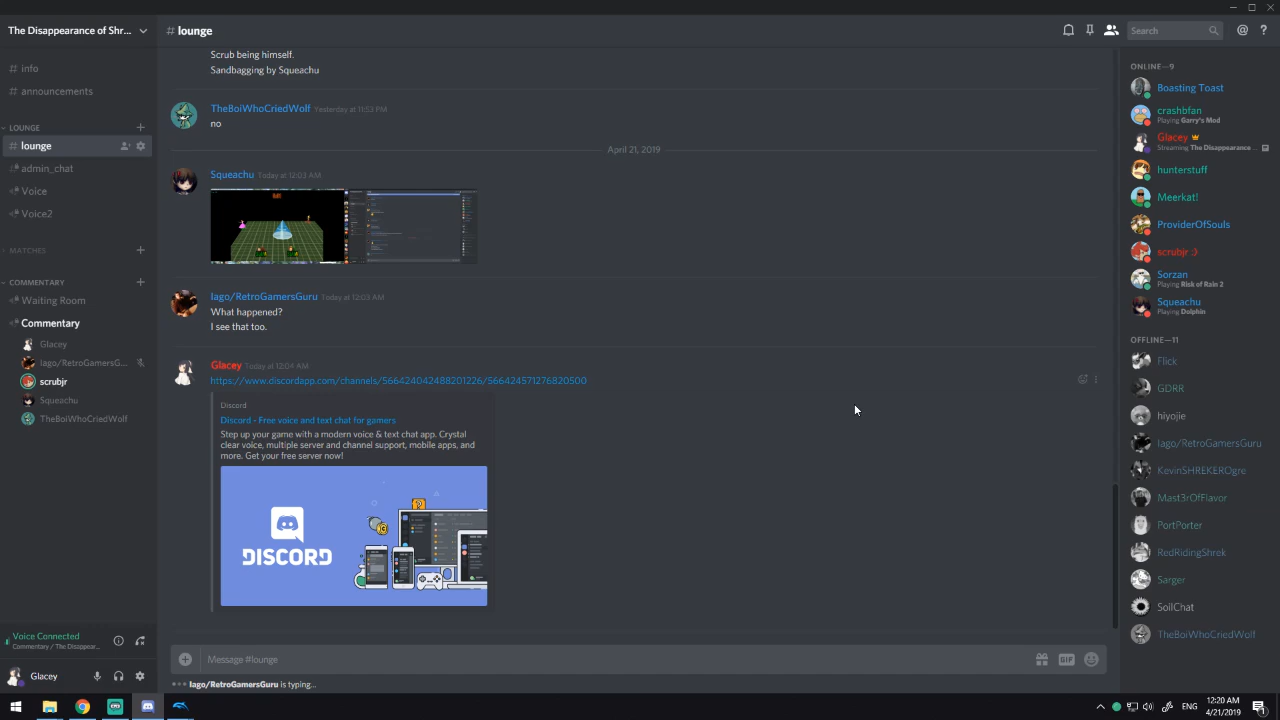 The Disappearance of Shr...
# lounge
Search
# info
# announcements
LOUNGE
lounge
admin_chat
Voice
Voice2
MATCHES
COMMENTARY
Waiting Room
Commentary
Glacey
Iago/RetroGamersG...
scrubjr
Squeachu
TheBoiWhoCriedWolf
Voice Connected
Commentary / The Disappear...
Glacey
Scrub being himself.
Sandbagging by Squeachu
TheBoiWhoCriedWolf Yesterday at 11:53 PM
no
April 21, 2019
Squeachu Today at 12:03 AM
Iago/RetroGamersGuru Today at 12:03 AM
What happened?
I see that too.
Glacey Today at 12:04 AM
https://www.discordapp.com/channels/566424042488201226/566424571276820500
Discord
Discord - Free voice and text chat for gamers
Step up your game with a modern voice & text chat app. Crystal
clear voice, multiple server and channel support, mobile apps, and
more. Get your free server now!
DISCORD
Message #lounge
GIF
Iago/RetroGamersGuru is typing...
ONLINE—9
Boasting Toast
crashbfan
Playing Garry's Mod
Glacey
Streaming The Disappearance ...
hunterstuff
Meerkat!
ProviderOfSouls
scrubjr :)
Sorzan
Playing Risk of Rain 2
Squeachu
Playing Dolphin
OFFLINE—11
Flick
GDRR
hiyojie
Iago/RetroGamersGuru
KevinSHREKEROgre
Mast3rOfFlavor
PortPorter
RedRidingShrek
Sarger
SoilChat
TheBoiWhoCriedWolf
ENG
12:20 AM
4/21/2019